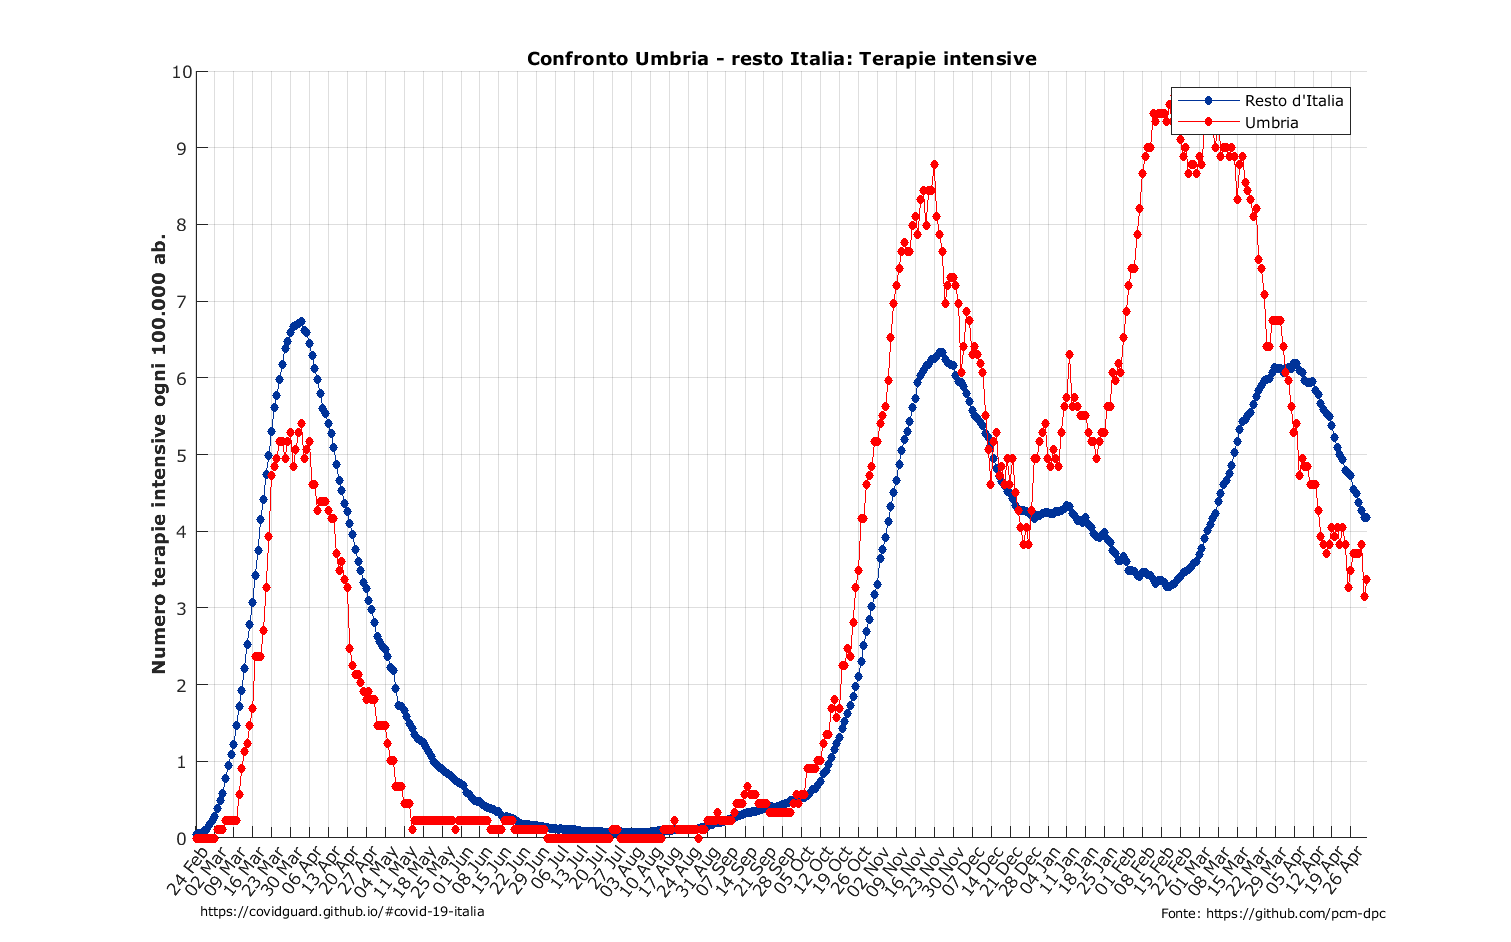 Confronto Umbria - resto Italia: Terapie intensive
Numero terapie intensive ogni 100.000 ab.
10
9
8
7
6
5
4
3
2
1
0
Resto d'Italia
Umbria
24 Feb
02 Mar
09 Mar
16 Mar
23 Mar
30 Mar
06 Apr
13 Apr
20 Apr
27 Apr
04 May
11 May
18 May
25 May
01 Jun
08 Jun
15 Jun
22 Jun
29 Jun
06 Jul
13 Jul
20 Jul
27 Jul
03 Aug
10 Aug
17 Aug
24 Aug
31 Aug
07 Sep
14 Sep
21 Sep
28 Sep
05 Oct
12 Oct
19 Oct
26 Oct
02 Nov
09 Nov
16 Nov
23 Nov
30 Nov
07 Dec
14 Dec
21 Dec
28 Dec
04 Jan
11 Jan
18 Jan
25 Jan
01 Feb
08 Feb
15 Feb
22 Feb
01 Mar
08 Mar
15 Mar
22 Mar
29 Mar
05 Apr
12 Apr
19 Apr
26 Apr
https://covidguard.github.io/#covid-19-italia
Fonte: https://github.com/pcm-dpc